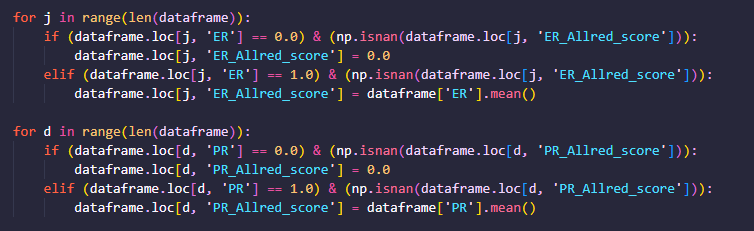 for j in range(len(dataframe)):
    if (dataframe.loc[j, 'ER'] == 0.0) & (np.isnan(dataframe.loc[j, 'ER_Allred_score'])):
        dataframe.loc[j, 'ER_Allred_score'] = 0.0
    elif (dataframe.loc[j, 'ER'] == 1.0) & (np.isnan(dataframe.loc[j, 'ER_Allred_score'])):
        dataframe.loc[j, 'ER_Allred_score'] = dataframe['ER'].mean()

for d in range(len(dataframe)):
    if (dataframe.loc[d, 'PR'] == 0.0) & (np.isnan(dataframe.loc[d, 'PR_Allred_score'])):
        dataframe.loc[d, 'PR_Allred_score'] = 0.0
    elif (dataframe.loc[d, 'PR'] == 1.0) & (np.isnan(dataframe.loc[d, 'PR_Allred_score'])):
        dataframe.loc[d, 'PR_Allred_score'] = dataframe['PR'].mean()